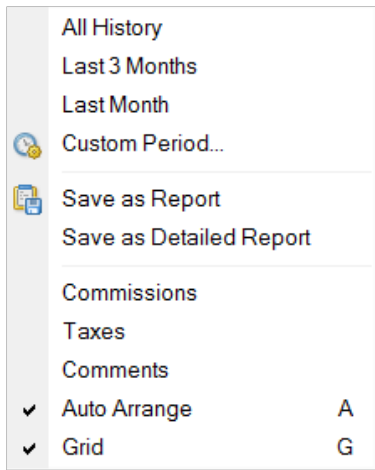 All History
Last 3 Months
Last Month
Custom Period...
Save as Report
Save as Detailed Report
Commissions
Taxes
Comments
Auto Arrange A
Grid G